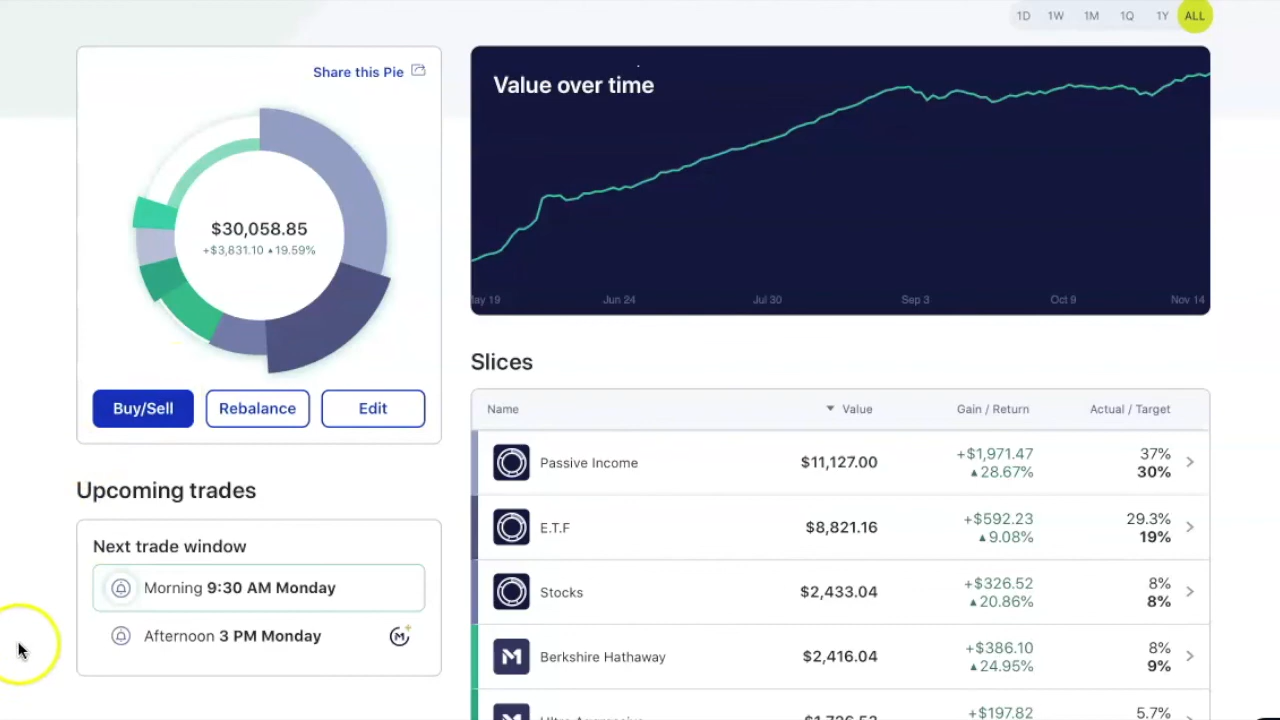 1D 1W 1M 1Q 1Y ALL
Share this Pie
$30,058.85
+$3,831.10 ▲ 19.59%
Buy/Sell Rebalance Edit
Value over time
Jun 24 Jul 30 Sep 3 Oct 9 Nov 14
Upcoming trades
Next trade window
Morning 9:30 AM Monday
Afternoon 3 PM Monday
Slices
Name ▼ Value Gain / Return Actual / Target
Passive Income $11,127.00 +$1,971.47 37%
▲28.67% 30%
E.T.F $8,821.16 +$592.23 29.3%
▲9.08% 19%
Stocks $2,433.04 +$326.52 8%
▲20.86% 8%
Berkshire Hathaway $2,416.04 +$386.10 8%
▲24.95% 9%
+$197.82 5.7%